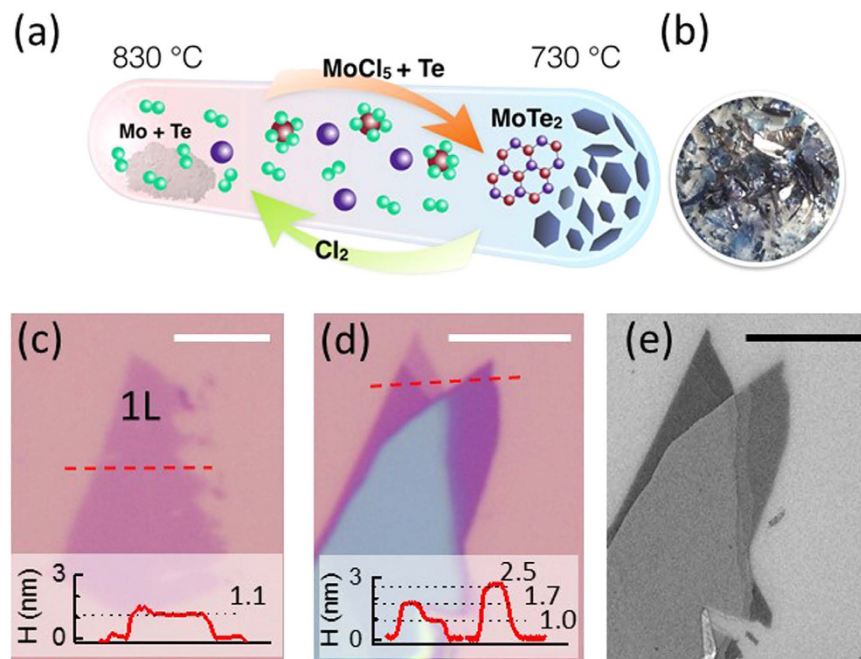 (a)
830 °C
MoCl₅ + Te
730 °C
(b)
Mo + Te
MoTe₂
Cl₂
(c)
1L
H (nm)
3
0
1.1
(d)
H (nm)
3
0
2.5
1.7
1.0
(e)